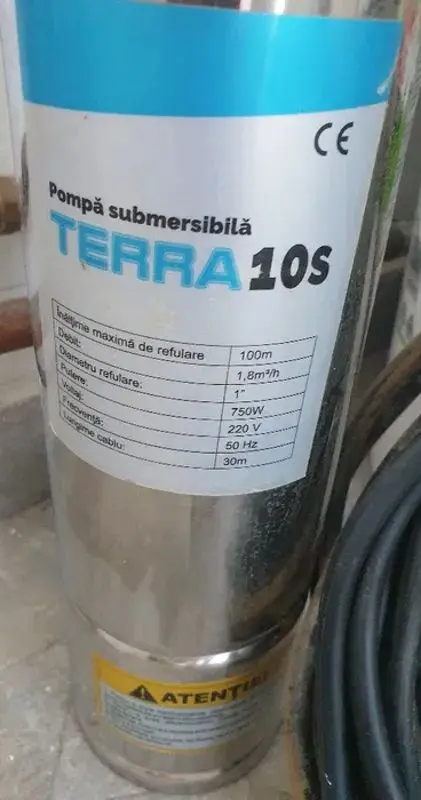 CE
Pompă submersibilă
TERRA 10S
Înălțime maximă de refulare 100m
Debit: 1,8m³/h
Diametru refulare: 1"
Putere: 750W
Voltaj: 220 V
Frecvență: 50 Hz
Lungime cablu: 30m
ATENȚIE